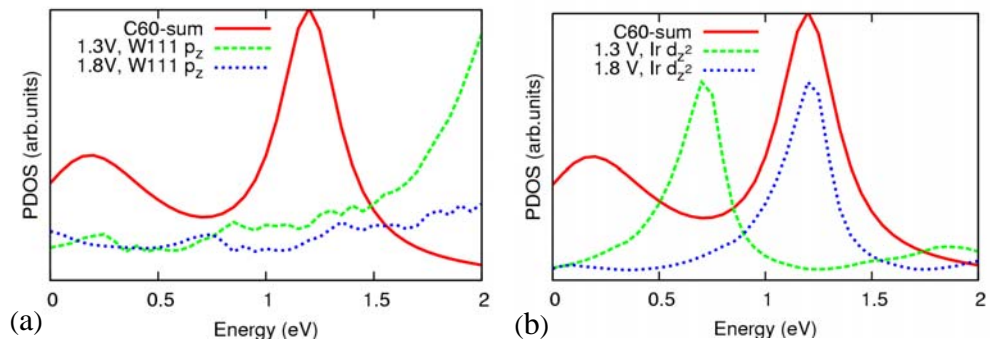 C60-sum
1.3V, W111 pz
1.8V, W111 pz
PDOS (arb.units)
0 0.5 1 1.5 2
Energy (eV)
(a)
C60-sum
1.3 V, Ir dz2
1.8 V, Ir dz2
PDOS (arb.units)
0 0.5 1 1.5 2
Energy (eV)
(b)